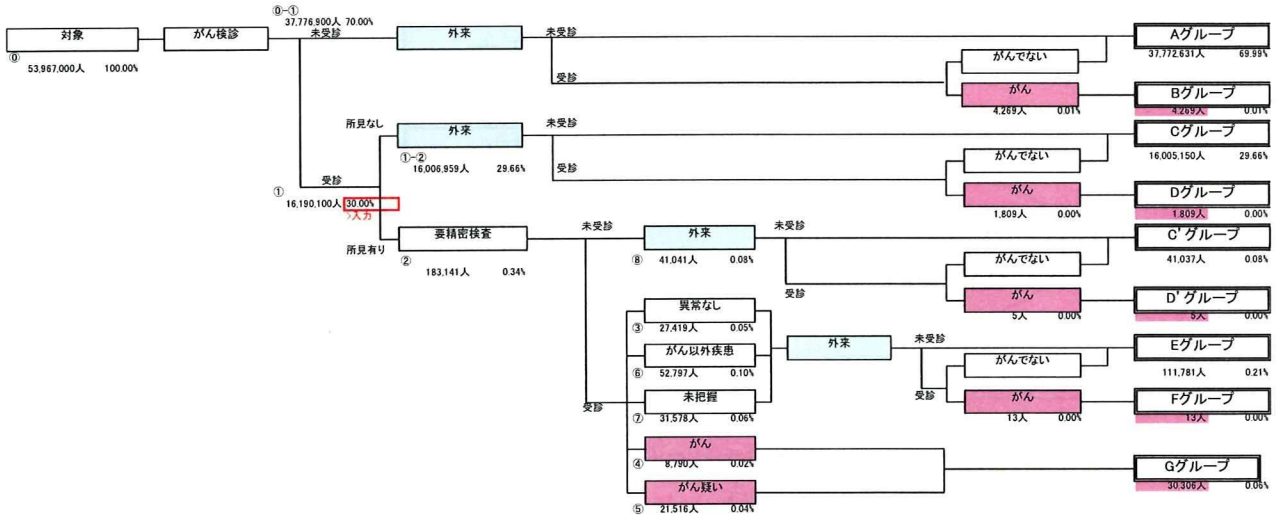 ⓪-①
37,776,900人 70.00%
対象
がん検診
未受診
外来
未受診
Aグループ
⓪
53,967,000人 100.00%
37,772,631人 69.99%
がんでない
受診
がん
Bグループ
4,269人 0.01%
4,269人 0.01%
所見なし
外来
未受診
Cグループ
①-②
16,006,959人 29.66%
16,005,150人 29.66%
がんでない
受診
受診
がん
Dグループ
①
16,190,100人 30.00%
>入力
1,809人 0.00%
1,809人 0.00%
所見有り
要精密検査
未受診
外来
未受診
C'グループ
②
183,141人 0.34%
⑧
41,041人 0.08%
41,037人 0.08%
がんでない
受診
がん
D'グループ
5人 0.00%
5人 0.00%
異常なし
③
27,419人 0.05%
外来
未受診
Eグループ
がん以外疾患
⑥
52,797人 0.10%
がんでない
111,781人 0.21%
受診
未把握
受診
がん
Fグループ
⑦
31,578人 0.06%
13人 0.00%
13人 0.00%
がん
④
8,790人 0.02%
Gグループ
がん疑い
30,306人 0.06%
⑤
21,516人 0.04%